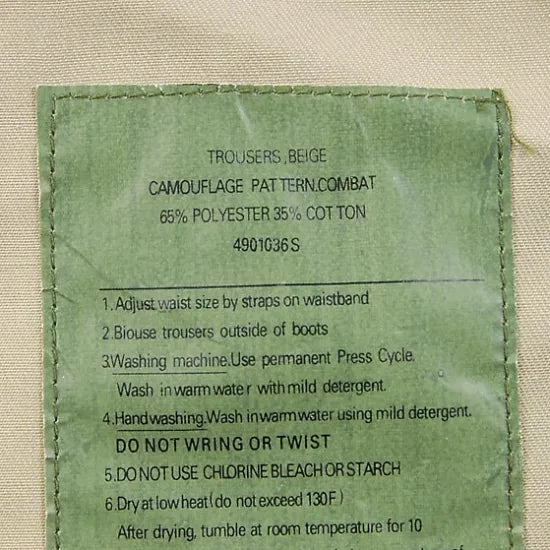 TROUSERS,BEIGE
CAMOUFLAGE PATTERN.COMBAT
65% POLYESTER 35% COTTON
4901036S
1.Adjust waist size by straps on waistband
2.Biouse trousers outside of boots
3.Washing machine.Use permanent Press Cycle.
Wash in warm water with mild detergent.
4.Handwashing.Wash in warm water using mild detergent.
DO NOT WRING OR TWIST
5.DO NOT USE CHLORINE BLEACH OR STARCH
6.Dry at low heat(do not exceed 130F)
After drying, tumble at room temperature for 10